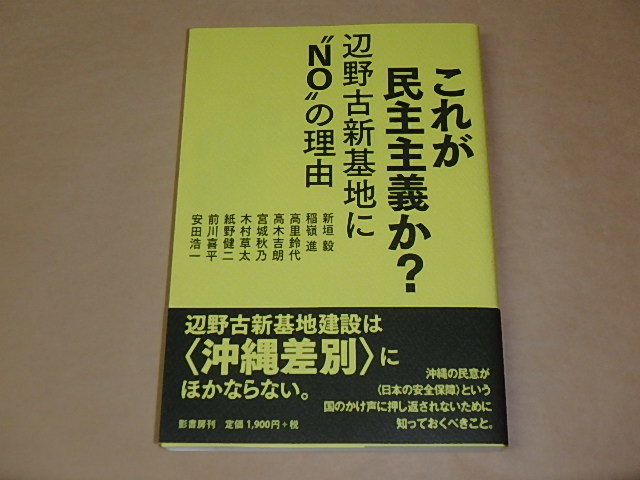 これが
民主主義か？
辺野古新基地に
“NO”の理由
新垣 毅
稲嶺 進
高里鈴代
高木吉朗
宮城秋乃
木村草太
紙野健二
前川喜平
安田浩一
辺野古新基地建設は
〈沖縄差別〉に
ほかならない。
沖縄の民意が
〈日本の安全保障〉という
国のかけ声に押し返されないために
知っておくべきこと。
影書房刊 定価 1,900円+税